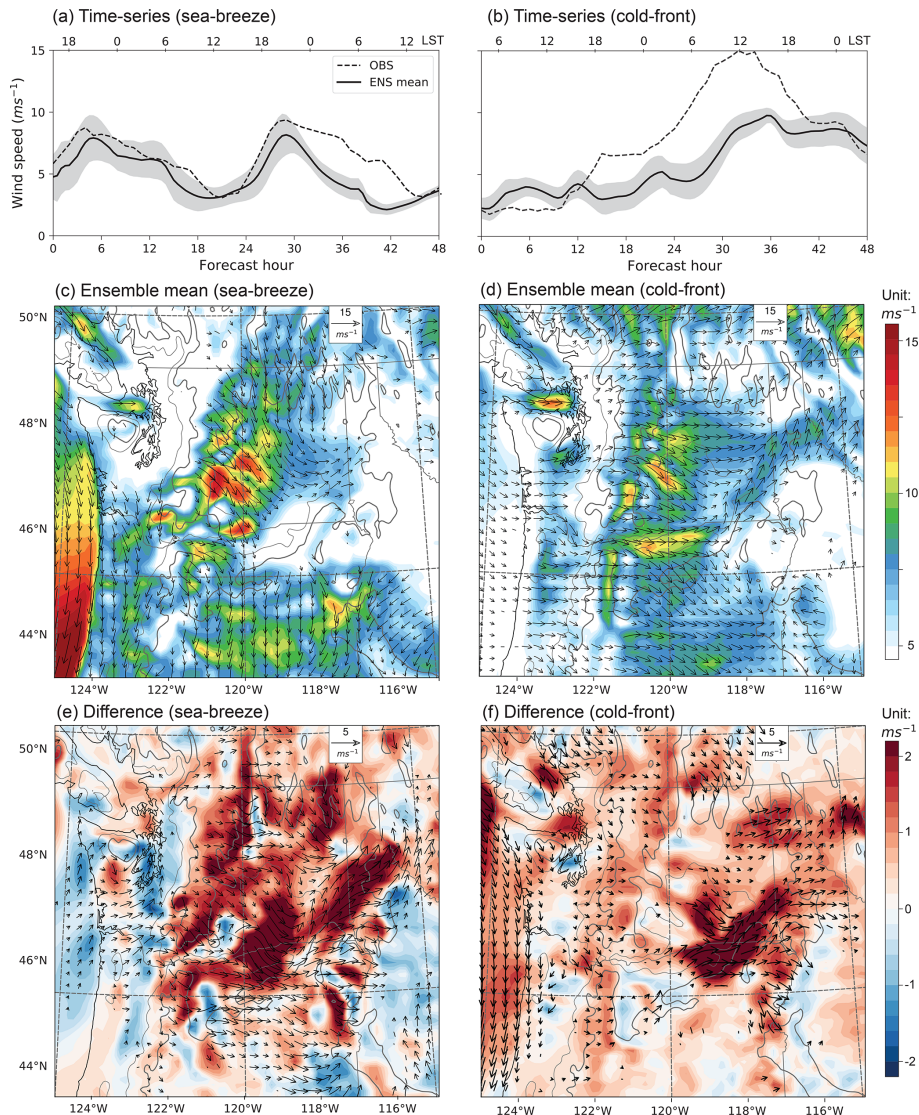 (a) Time-series (sea-breeze)
(b) Time-series (cold-front)
18 0 6 12 18 0 6 12 LST
6 12 18 0 6 12 18 0 LST
15
10
5
0
Wind speed (ms⁻¹)
OBS
ENS mean
0 6 12 18 24 30 36 42 48
0 6 12 18 24 30 36 42 48
Forecast hour
Forecast hour
(c) Ensemble mean (sea-breeze)
(d) Ensemble mean (cold-front)
Unit:
ms⁻¹
50°N
48°N
46°N
44°N
15
ms⁻¹
15
ms⁻¹
15
10
5
124°W 122°W 120°W 118°W 116°W
124°W 122°W 120°W 118°W 116°W
(e) Difference (sea-breeze)
(f) Difference (cold-front)
Unit:
ms⁻¹
50°N
48°N
46°N
44°N
5
ms⁻¹
5
ms⁻¹
2
1
0
-1
-2
124°W 122°W 120°W 118°W 116°W
124°W 122°W 120°W 118°W 116°W